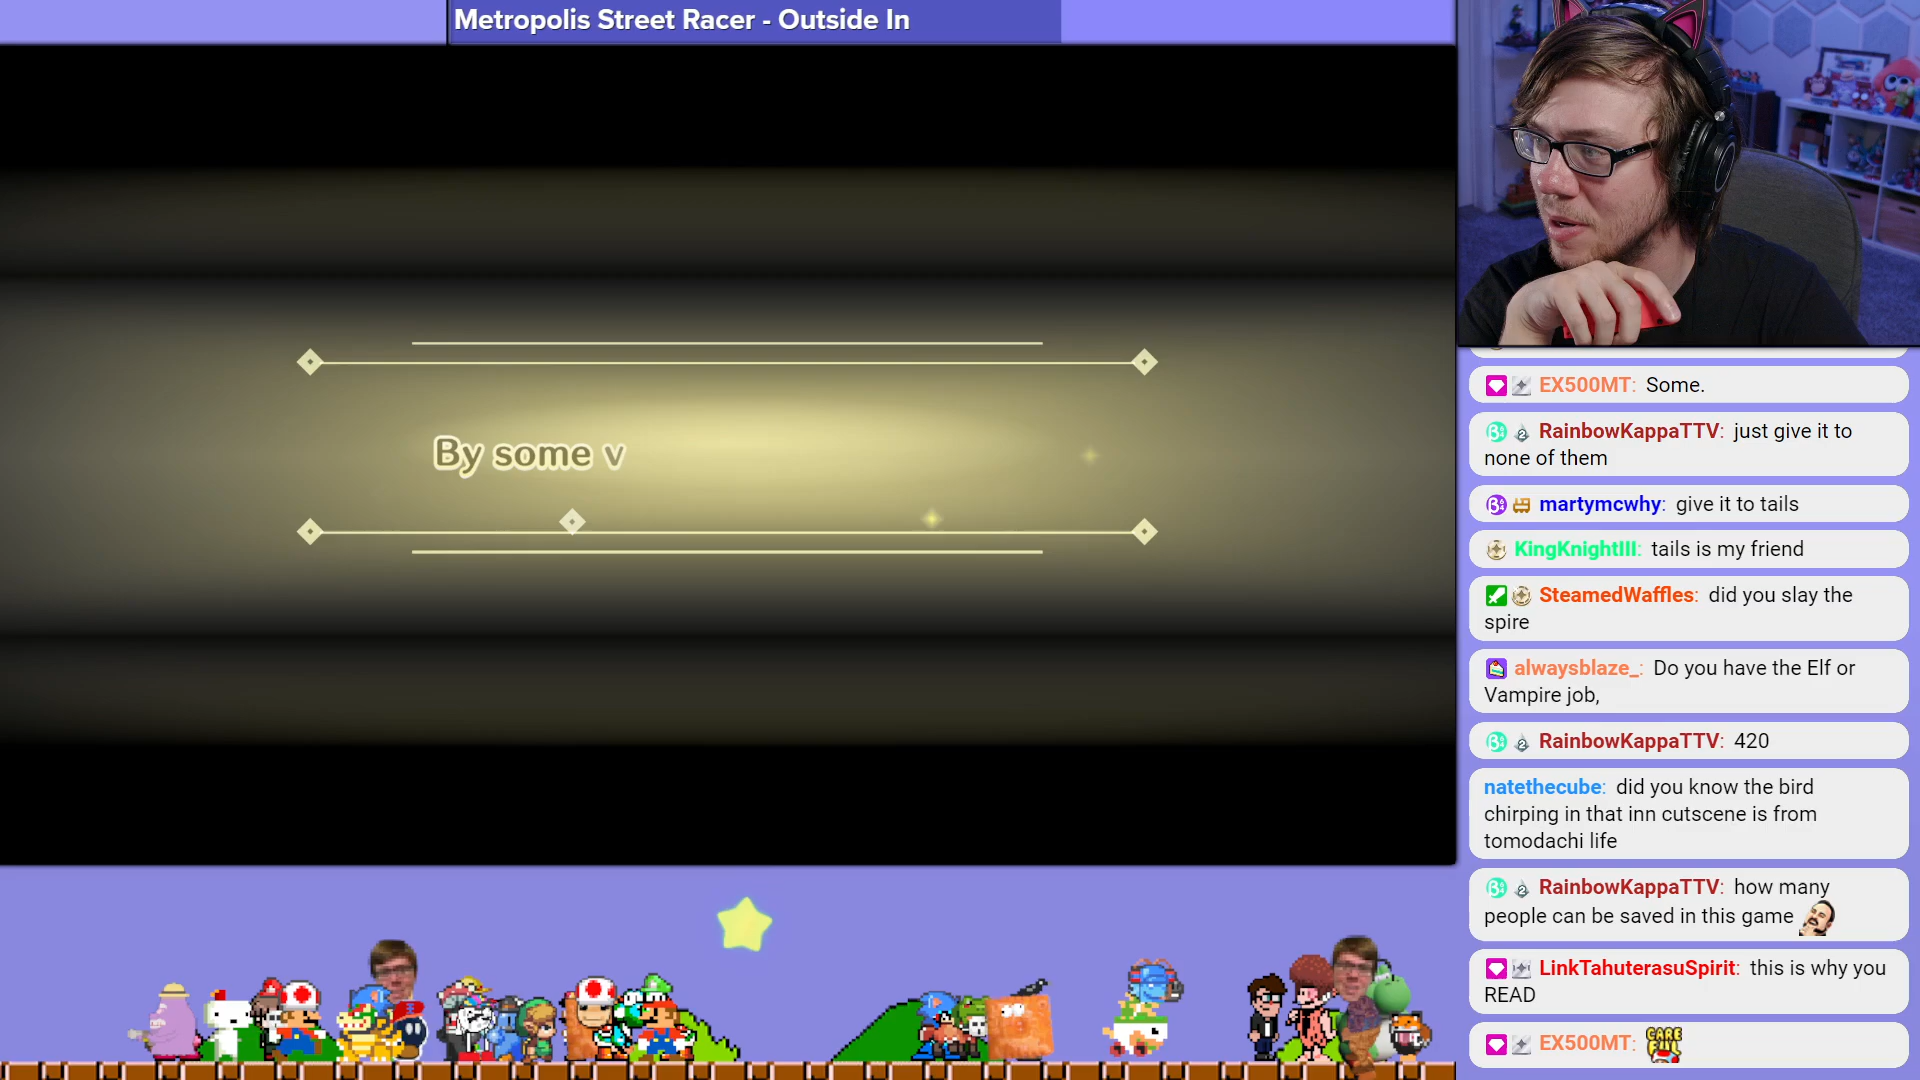 Metropolis Street Racer - Outside In
By some v
EX500MT: Some.
RainbowKappaTTV: just give it to
none of them
martymcwhy: give it to tails
KingKnightIII: tails is my friend
SteamedWaffles: did you slay the
spire
alwaysblaze_: Do you have the Elf or
Vampire job,
RainbowKappaTTV: 420
natethecube: did you know the bird
chirping in that inn cutscene is from
tomodachi life
RainbowKappaTTV: how many
people can be saved in this game
LinkTahuterasuSpirit: this is why you
READ
EX500MT: